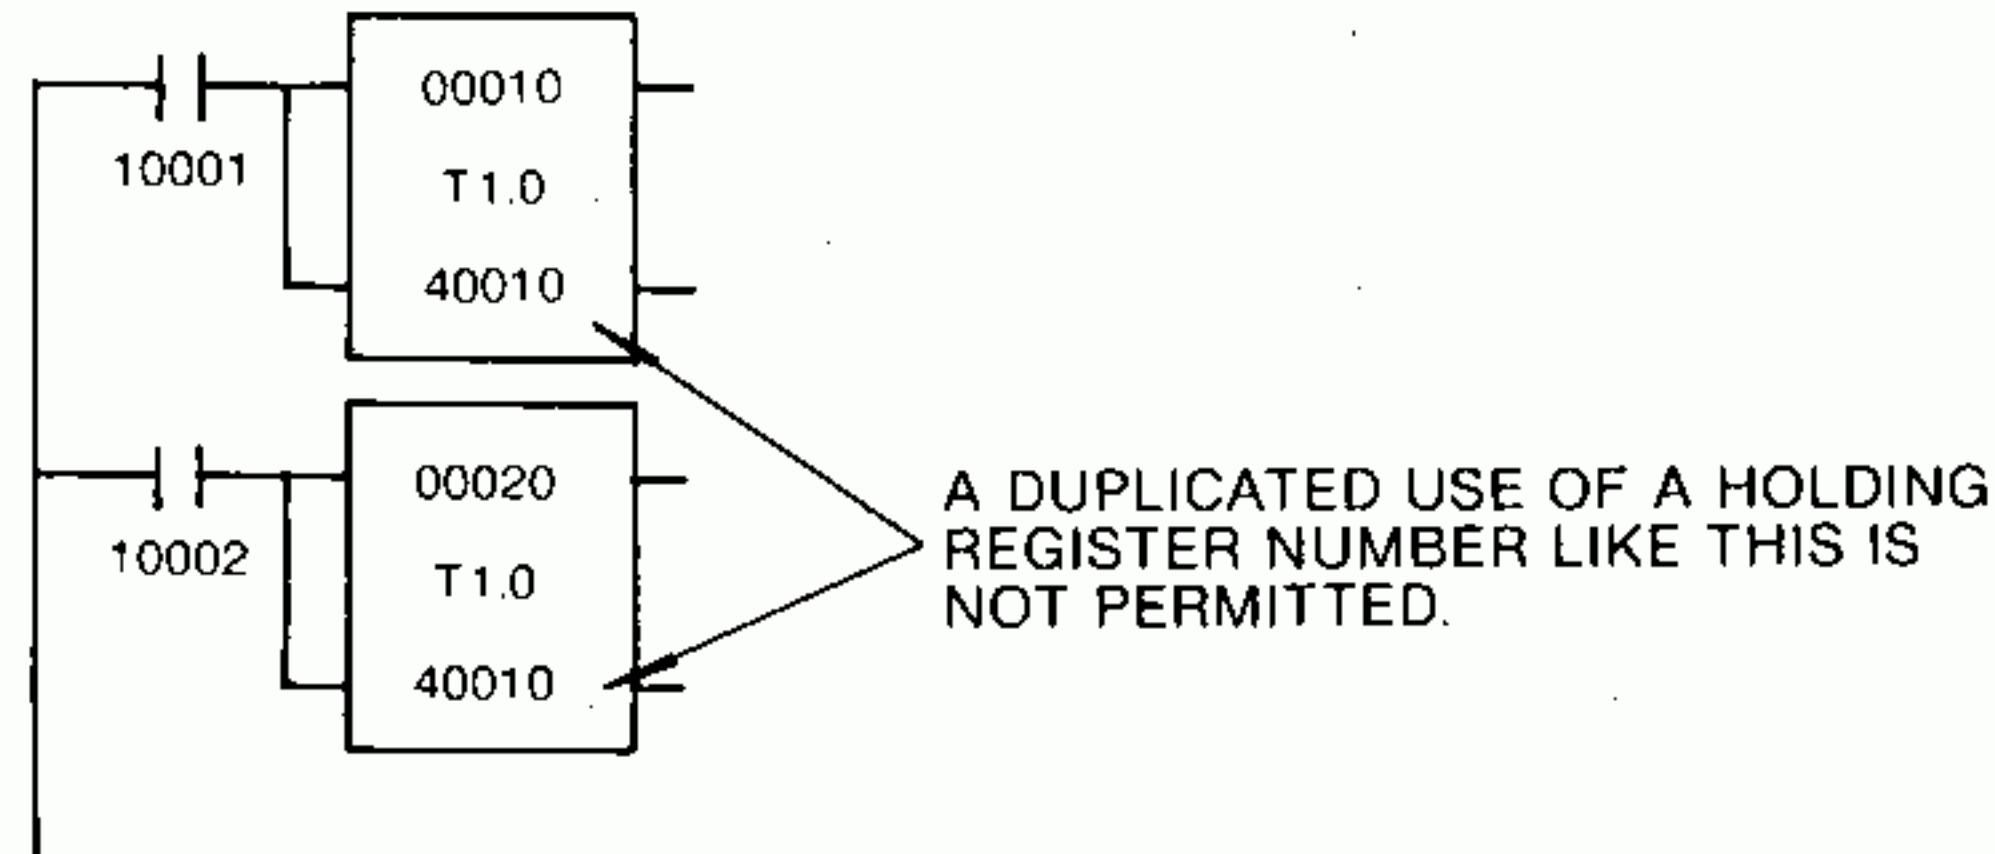 00010
10001
T1.0
40010
00020
10002
T1.0
40010
A DUPLICATED USE OF A HOLDING
REGISTER NUMBER LIKE THIS IS
NOT PERMITTED.